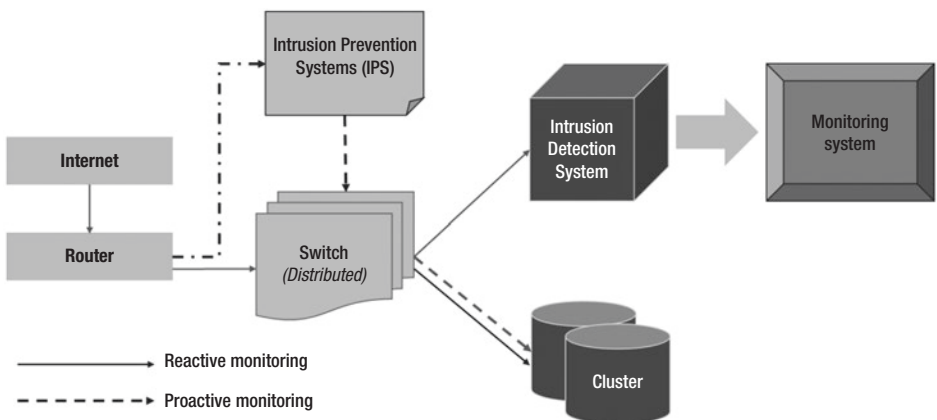 Intrusion Prevention
Systems (IPS)
Internet
Router
Switch
(Distributed)
Intrusion
Detection
System
Monitoring
system
Cluster
Reactive monitoring
Proactive monitoring